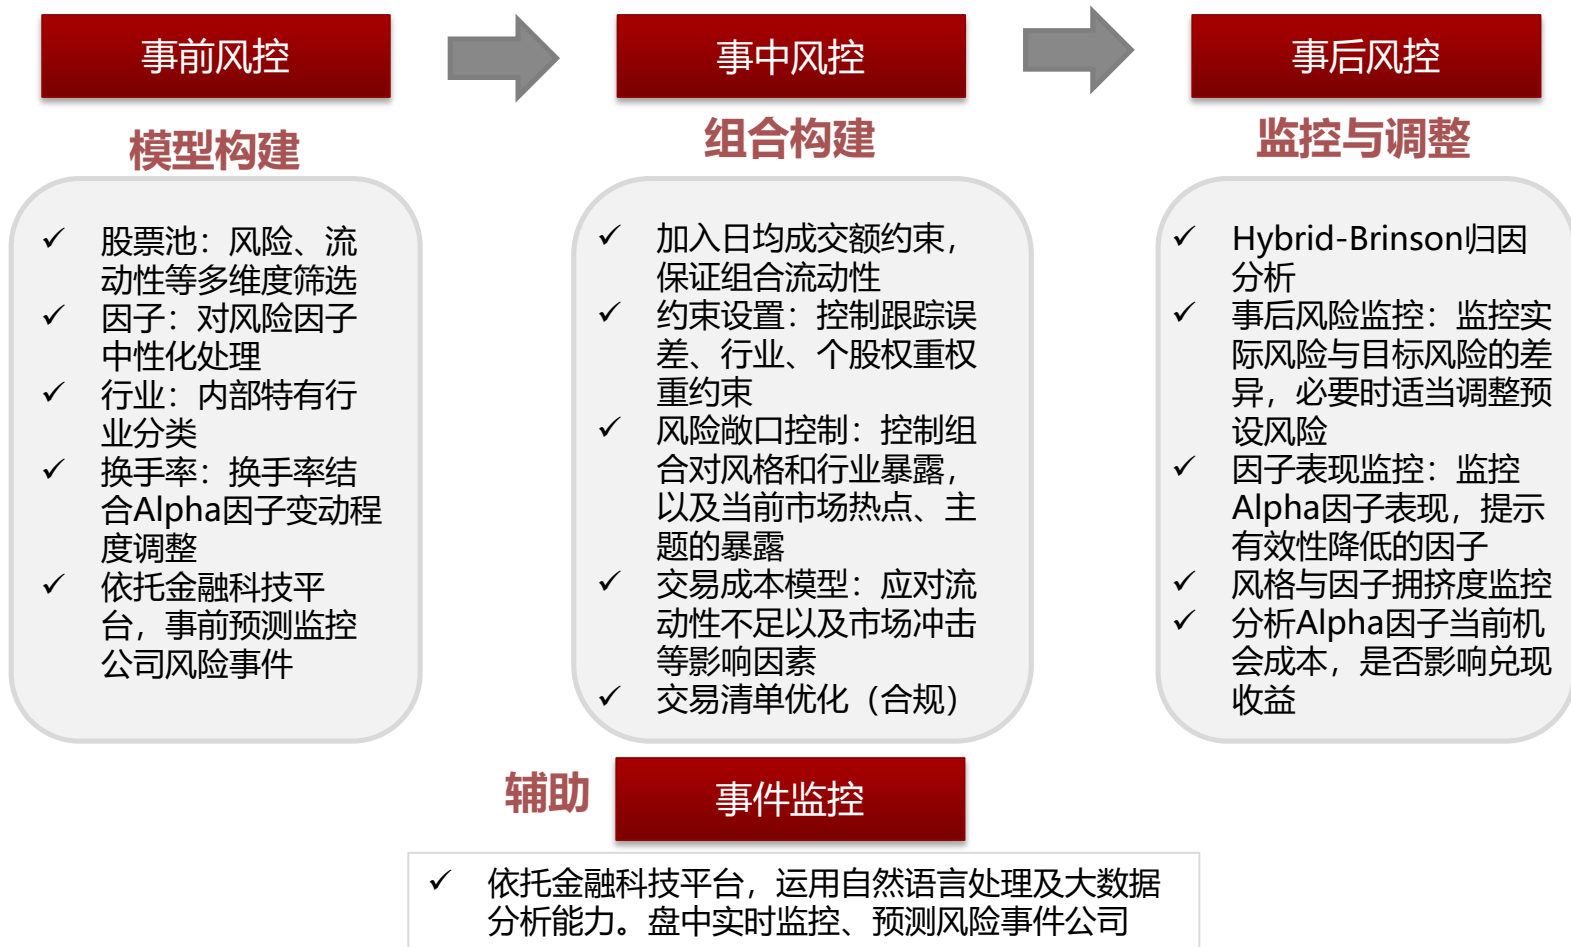 事前风控
事中风控
事后风控
模型构建
组合构建
监控与调整
✓ 股票池：风险、流
动性等多维度筛选
✓ 因子：对风险因子
中性化处理
✓ 行业：内部特有行
业分类
✓ 换手率：换手率结
合Alpha因子变动程
度调整
✓ 依托金融科技平
台，事前预测监控
公司风险事件
✓ 加入日均成交额约束，
保证组合流动性
✓ 约束设置：控制跟踪误
差、行业、个股权重权
重约束
✓ 风险敞口控制：控制组
合对风格和行业暴露，
以及当前市场热点、主
题的暴露
✓ 交易成本模型：应对流
动性不足以及市场冲击
等影响因素
✓ 交易清单优化（合规）
✓ Hybrid-Brinson归因
分析
✓ 事后风险监控：监控实
际风险与目标风险的差
异，必要时适当调整预
设风险
✓ 因子表现监控：监控
Alpha因子表现，提示
有效性降低的因子
✓ 风格与因子拥挤度监控
✓ 分析Alpha因子当前机
会成本，是否影响兑现
收益
辅助
事件监控
✓ 依托金融科技平台，运用自然语言处理及大数据
分析能力。盘中实时监控、预测风险事件公司